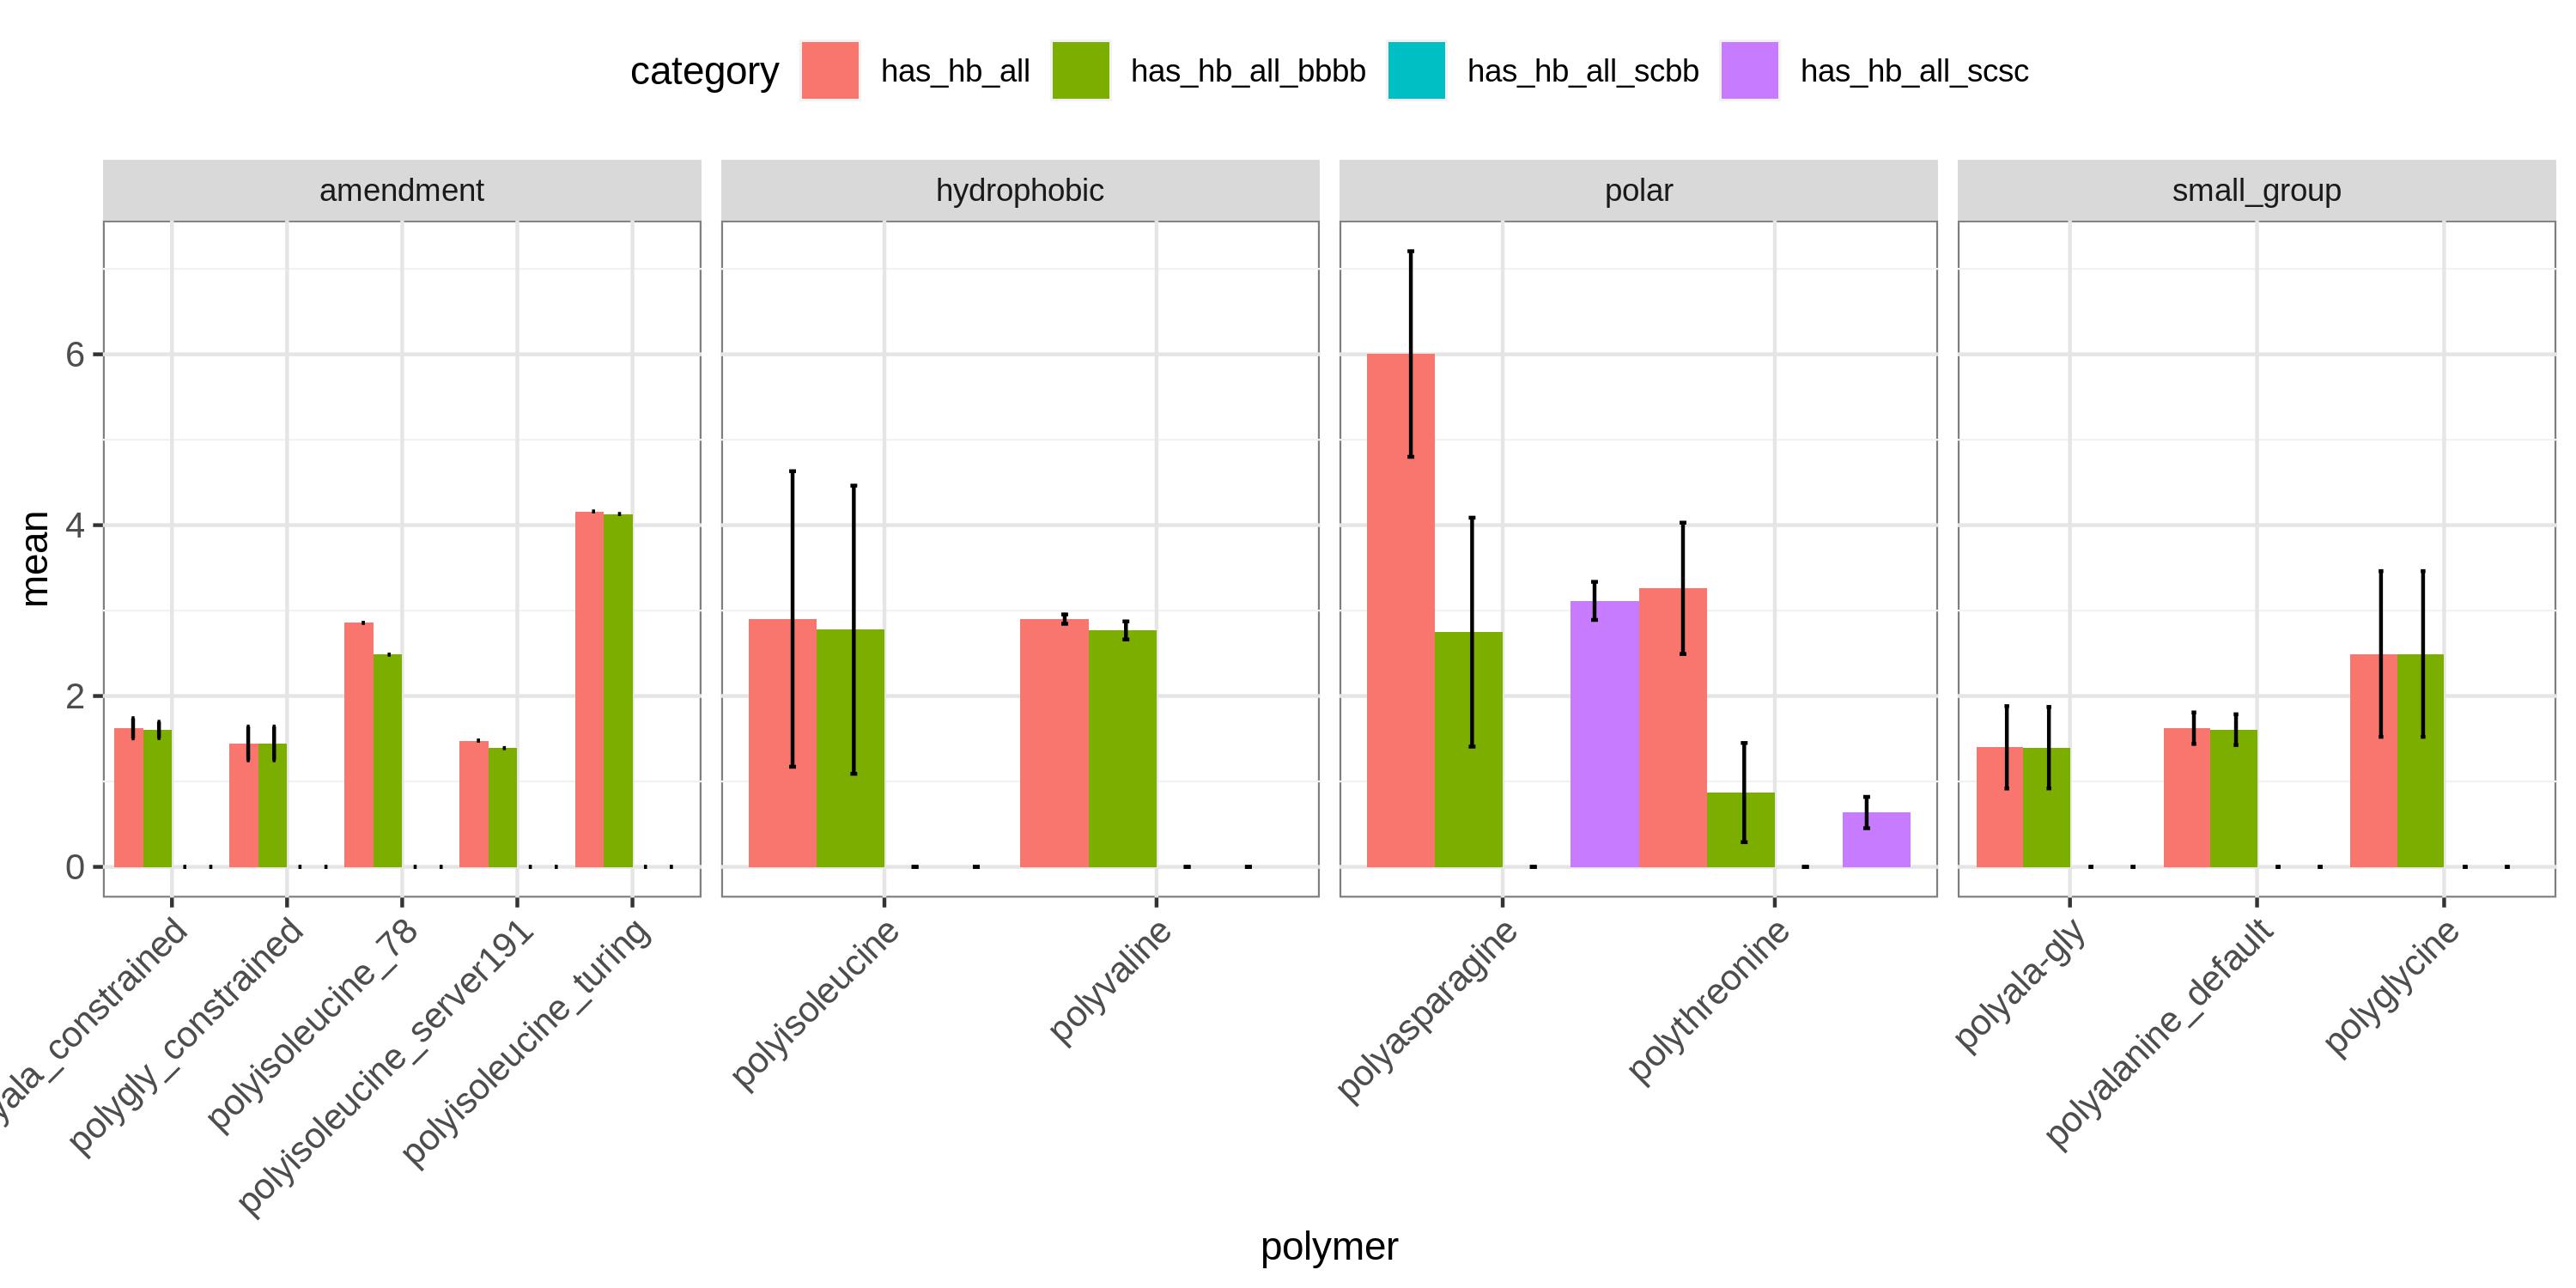 category has_hb_all has_hb_all_bbbb has_hb_all_scbb has_hb_all_scsc
amendment hydrophobic polar small_group
mean
6
4
2
0
yala_constrained
polygly_constrained
polyisoleucine_78
polyisoleucine_server191
polyisoleucine_turing
polyisoleucine
polyvaline
polyasparagine
polythreonine
polyala-gly
polyalanine_default
polyglycine
polymer